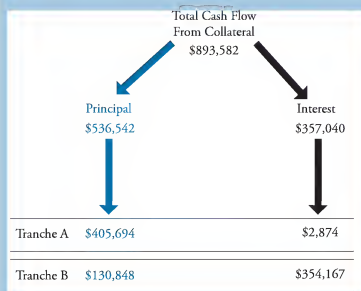 Total Cash Flow
From Collateral
$893,582
Principal Interest
$536,542 $357,040
Tranche A $405,694 $2,874
Tranche B $130,848 $354,167